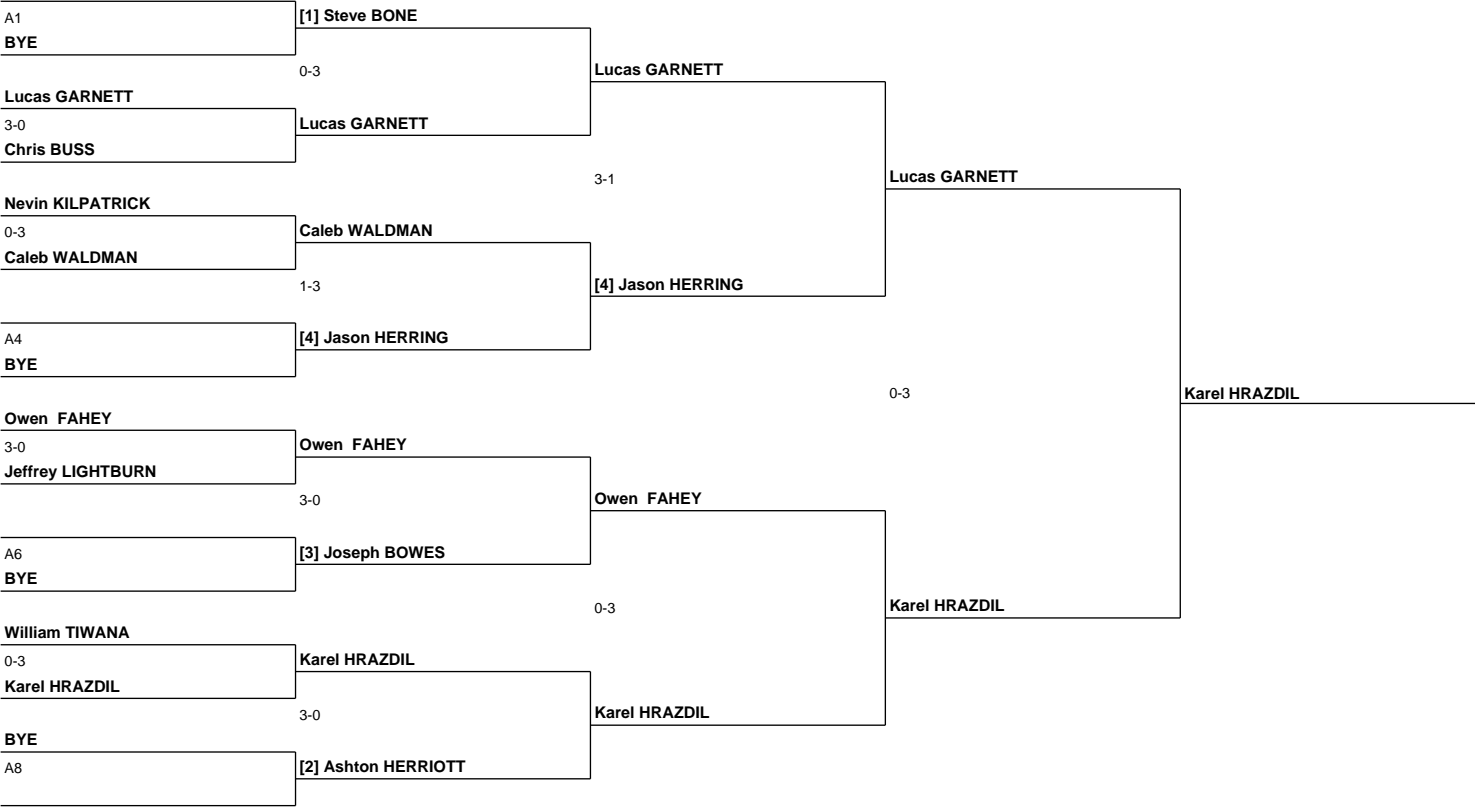 A1
BYE
[1] Steve BONE
0-3
Lucas GARNETT
3-0
Chris BUSS
Lucas GARNETT
Lucas GARNETT
3-1
Nevin KILPATRICK
0-3
Caleb WALDMAN
Caleb WALDMAN
1-3
A4
BYE
[4] Jason HERRING
[4] Jason HERRING
Lucas GARNETT
0-3
Karel HRAZDIL
Owen  FAHEY
3-0
Jeffrey LIGHTBURN
Owen  FAHEY
3-0
A6
BYE
[3] Joseph BOWES
Owen  FAHEY
0-3
William TIWANA
0-3
Karel HRAZDIL
Karel HRAZDIL
3-0
BYE
A8
[2] Ashton HERRIOTT
Karel HRAZDIL
Karel HRAZDIL